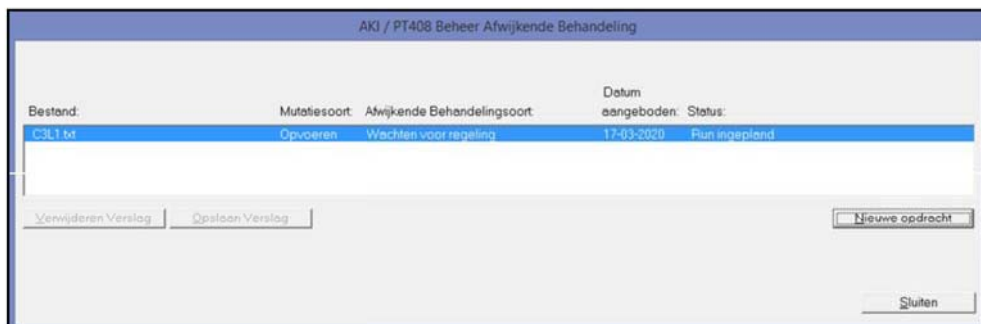 AKI / PT408 Beheer Afwijkende Behandeling
Datum
Bestand: Mutatiesoort: Afwijkende Behandelingsoort: aangeboden: Status:
C3L1.txt Opvoeren Wachten voor regeling 17-03-2020 Run ingepland
Verwijderen Verslag Opslaan Verslag Nieuwe opdracht
Sluiten